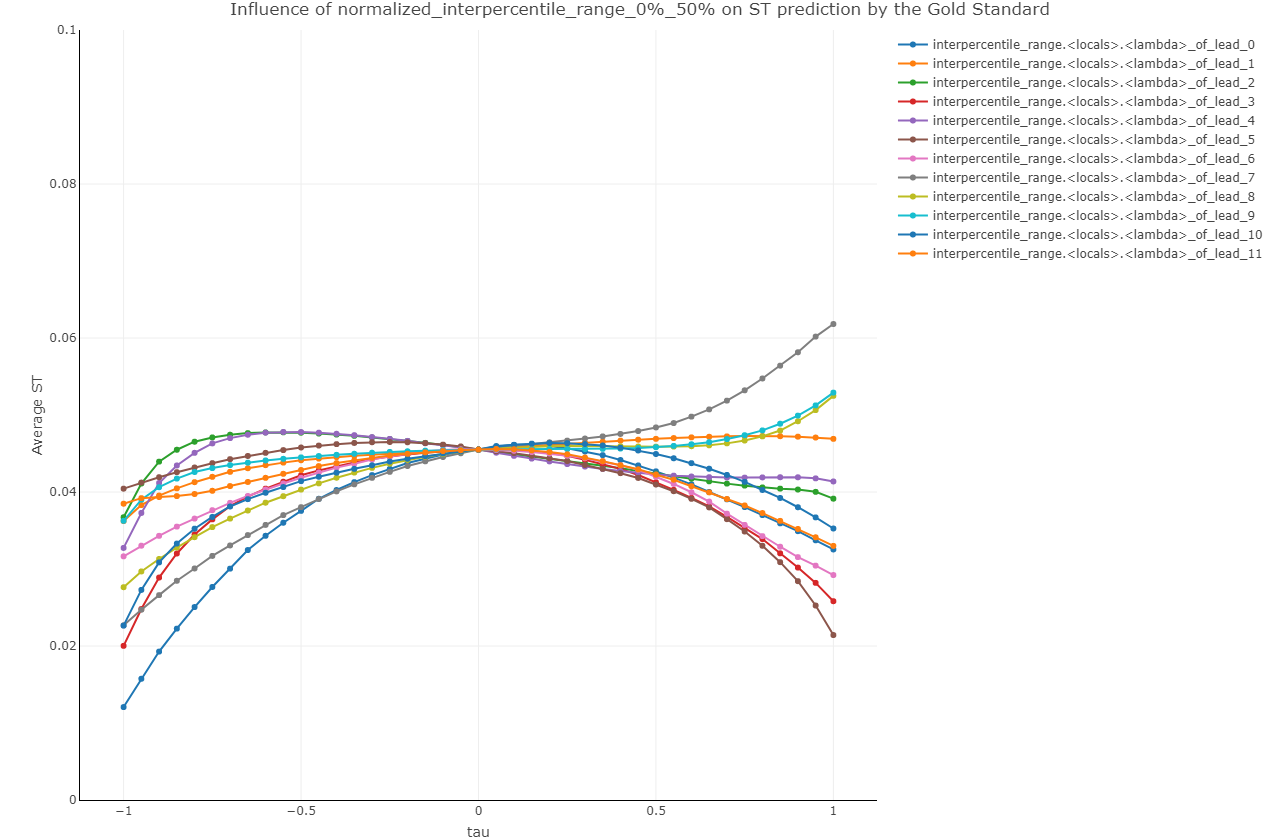 Influence of normalized_interpercentile_range_0%_50% on ST prediction by the Gold Standard
0.1
0.08
0.06
0.04
0.02
0
Average ST
−1
−0.5
0
0.5
1
tau
interpercentile_range.<locals>.<lambda>_of_lead_0
interpercentile_range.<locals>.<lambda>_of_lead_1
interpercentile_range.<locals>.<lambda>_of_lead_2
interpercentile_range.<locals>.<lambda>_of_lead_3
interpercentile_range.<locals>.<lambda>_of_lead_4
interpercentile_range.<locals>.<lambda>_of_lead_5
interpercentile_range.<locals>.<lambda>_of_lead_6
interpercentile_range.<locals>.<lambda>_of_lead_7
interpercentile_range.<locals>.<lambda>_of_lead_8
interpercentile_range.<locals>.<lambda>_of_lead_9
interpercentile_range.<locals>.<lambda>_of_lead_10
interpercentile_range.<locals>.<lambda>_of_lead_11